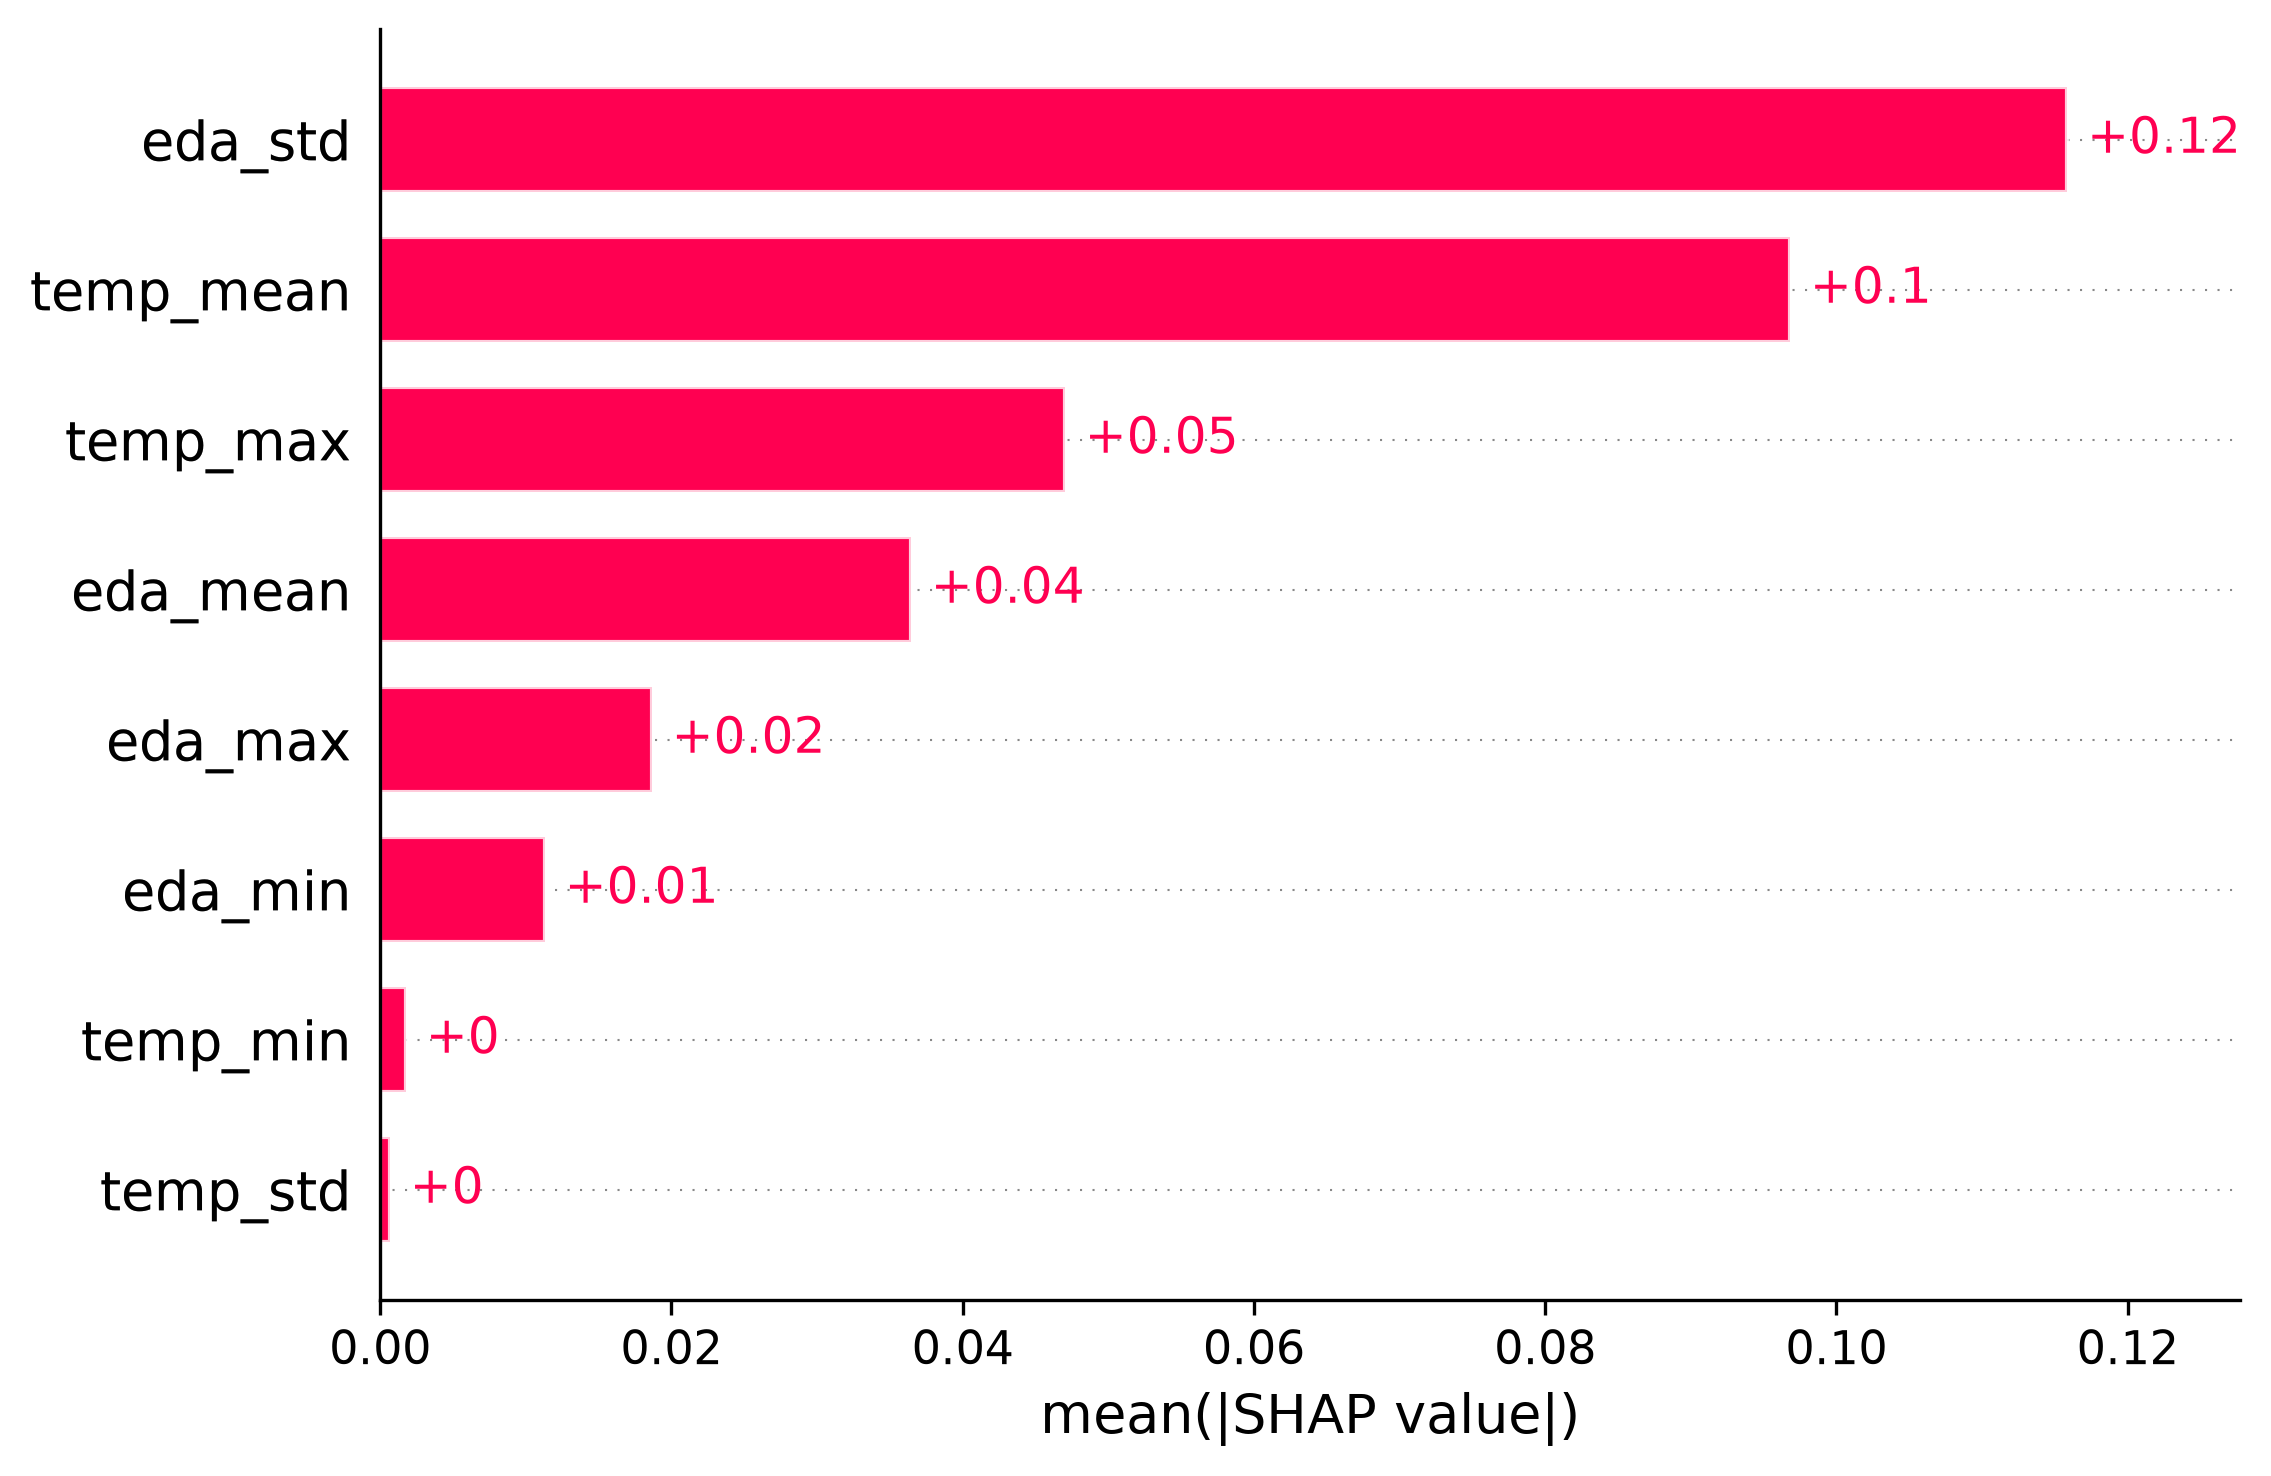 eda_std +0.12
temp_mean +0.1
temp_max +0.05
eda_mean +0.04
eda_max +0.02
eda_min +0.01
temp_min +0
temp_std +0
0.00 0.02 0.04 0.06 0.08 0.10 0.12
mean(|SHAP value|)